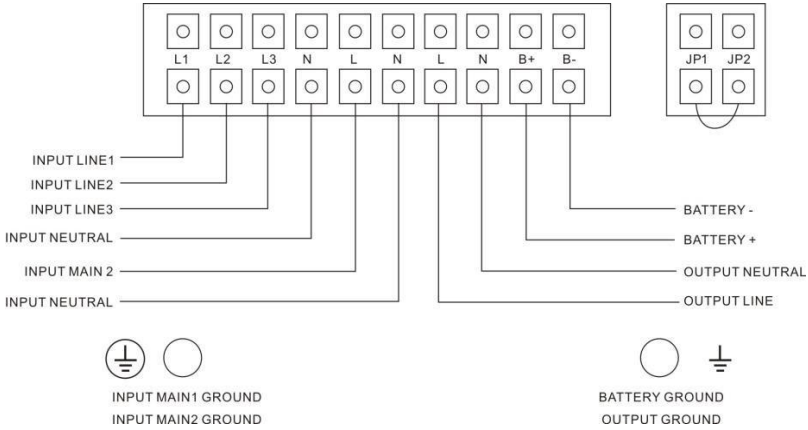 L1 L2 L3 N L N L N B+ B- JP1 JP2
INPUT LINE1
INPUT LINE2
INPUT LINE3
BATTERY -
INPUT NEUTRAL
BATTERY +
INPUT MAIN 2
OUTPUT NEUTRAL
INPUT NEUTRAL
OUTPUT LINE
INPUT MAIN1 GROUND
INPUT MAIN2 GROUND
BATTERY GROUND
OUTPUT GROUND